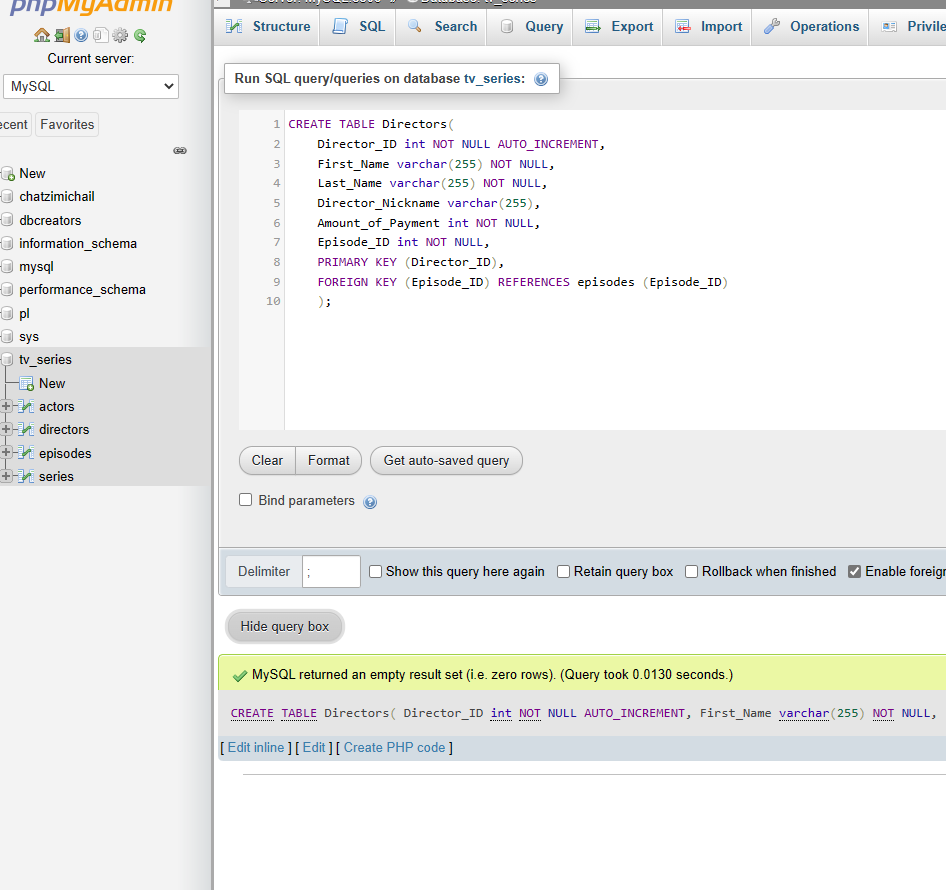 phpMyAdmin
Current server:
MySQL
ecent
Favorites
New
chatzimichail
dbcreators
information_schema
mysql
performance_schema
pl
sys
tv_series
New
actors
directors
episodes
series
Structure
SQL
Search
Query
Export
Import
Operations
Privile
Run SQL query/queries on database tv_series:
1 CREATE TABLE Directors(
2 Director_ID int NOT NULL AUTO_INCREMENT,
3 First_Name varchar(255) NOT NULL,
4 Last_Name varchar(255) NOT NULL,
5 Director_Nickname varchar(255),
6 Amount_of_Payment int NOT NULL,
7 Episode_ID int NOT NULL,
8 PRIMARY KEY (Director_ID),
9 FOREIGN KEY (Episode_ID) REFERENCES episodes (Episode_ID)
10 );
Clear
Format
Get auto-saved query
Bind parameters
Delimiter ; Show this query here again Retain query box Rollback when finished Enable foreign
Hide query box
MySQL returned an empty result set (i.e. zero rows). (Query took 0.0130 seconds.)
CREATE TABLE Directors( Director_ID int NOT NULL AUTO_INCREMENT, First_Name varchar(255) NOT NULL,
[ Edit inline ] [ Edit ] [ Create PHP code ]